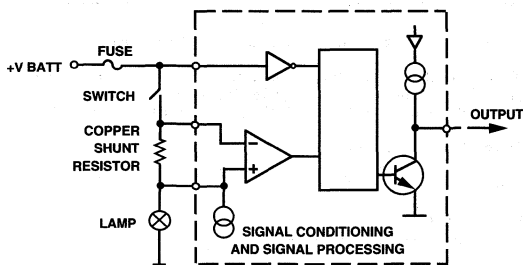 FUSE
+V BATT
SWITCH
OUTPUT
COPPER
SHUNT
RESISTOR
−
+
LAMP
SIGNAL CONDITIONING
AND SIGNAL PROCESSING